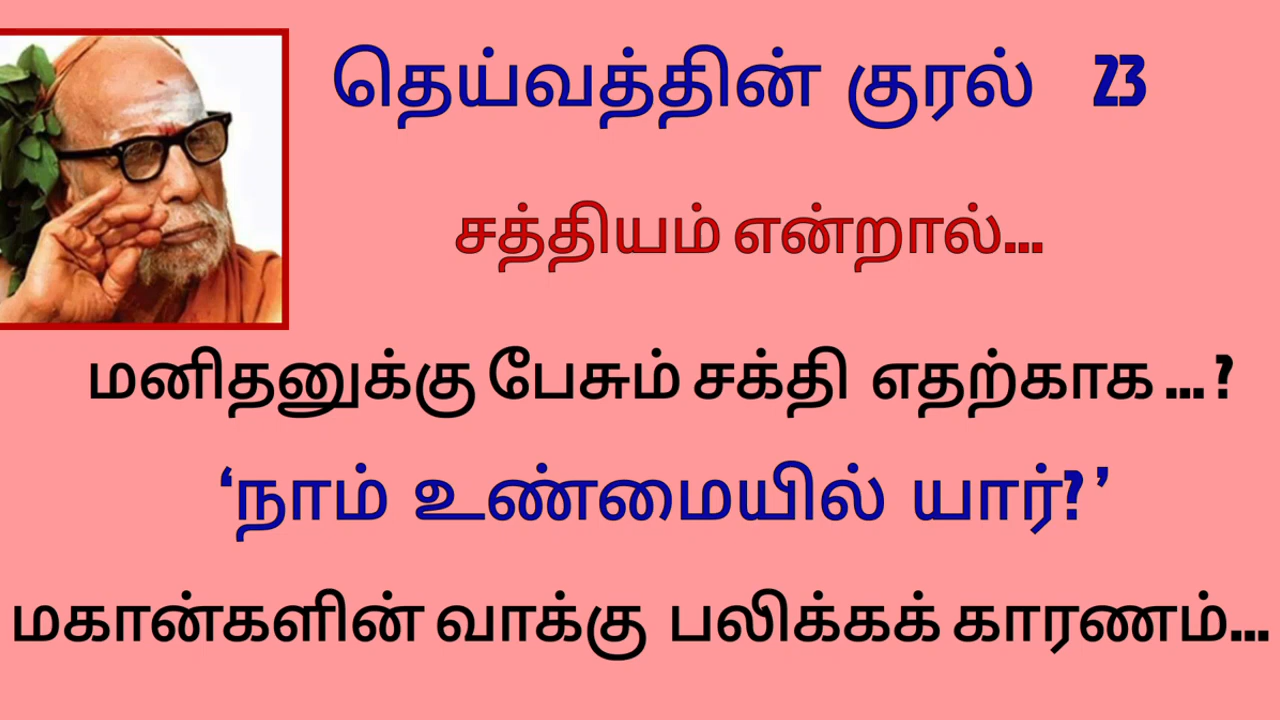 தெய்வத்தின் குரல் 23
சத்தியம் என்றால்...
மனிதனுக்கு பேசும் சக்தி எதற்காக ... ?
‘நாம் உண்மையில் யார்? ’
மகான்களின் வாக்கு பலிக்கக் காரணம்...